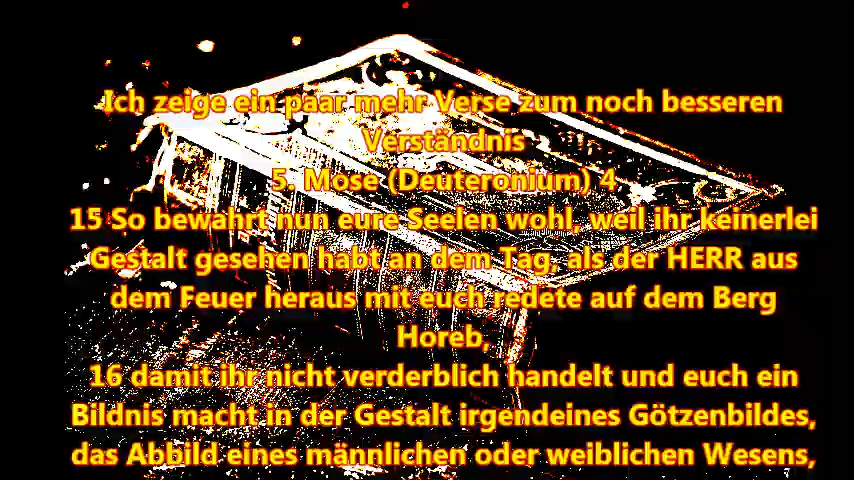 Ich zeige ein paar mehr Verse zum noch besseren
Verständnis
5. Mose (Deuteronium) 4
15 So bewahrt nun eure Seelen wohl, weil ihr keinerlei
Gestalt gesehen habt an dem Tag, als der HERR aus
dem Feuer heraus mit euch redete auf dem Berg
Horeb,
16 damit ihr nicht verderblich handelt und euch ein
Bildnis macht in der Gestalt irgendeines Götzenbildes,
das Abbild eines männlichen oder weiblichen Wesens,